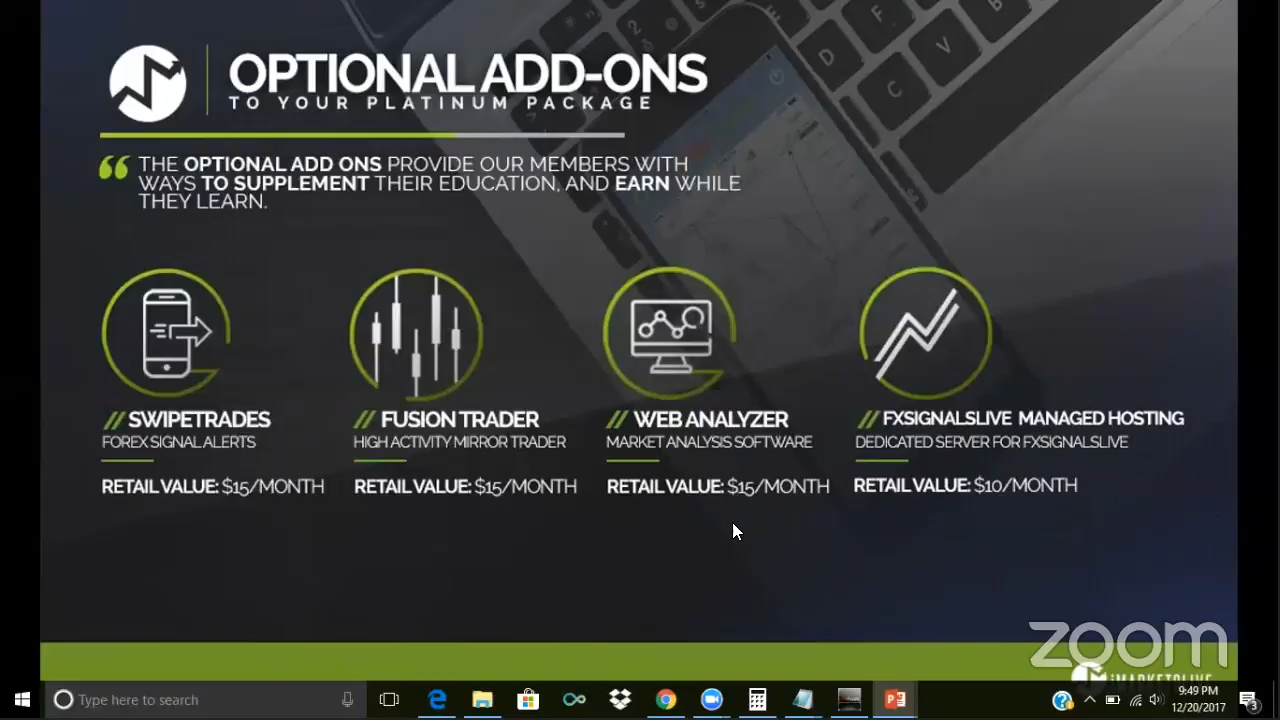 OPTIONAL ADD-ONS
TO YOUR PLATINUM PACKAGE
THE OPTIONAL ADD ONS PROVIDE OUR MEMBERS WITH
WAYS TO SUPPLEMENT THEIR EDUCATION, AND EARN WHILE
THEY LEARN.
// SWIPETRADES
FOREX SIGNAL ALERTS
RETAIL VALUE: $15/MONTH
// FUSION TRADER
HIGH ACTIVITY MIRROR TRADER
RETAIL VALUE: $15/MONTH
// WEB ANALYZER
MARKET ANALYSIS SOFTWARE
RETAIL VALUE: $15/MONTH
// FXSIGNALSLIVE MANAGED HOSTING
DEDICATED SERVER FOR FXSIGNALSLIVE
RETAIL VALUE: $10/MONTH
zoom
Type here to search
9:49 PM
12/20/2017
3